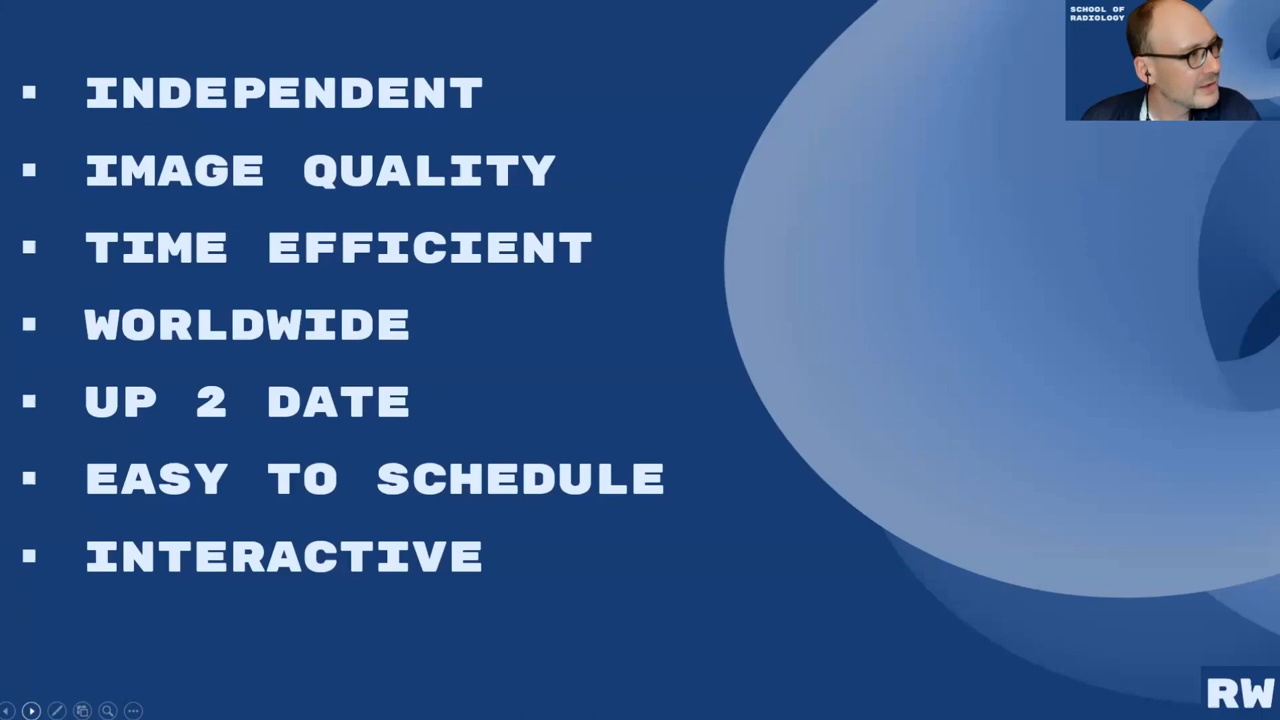 SCHOOL OF
RADIOLOGY
▪ INDEPENDENT
▪ IMAGE QUALITY
▪ TIME EFFICIENT
▪ WORLDWIDE
▪ UP 2 DATE
▪ EASY TO SCHEDULE
▪ INTERACTIVE
RW